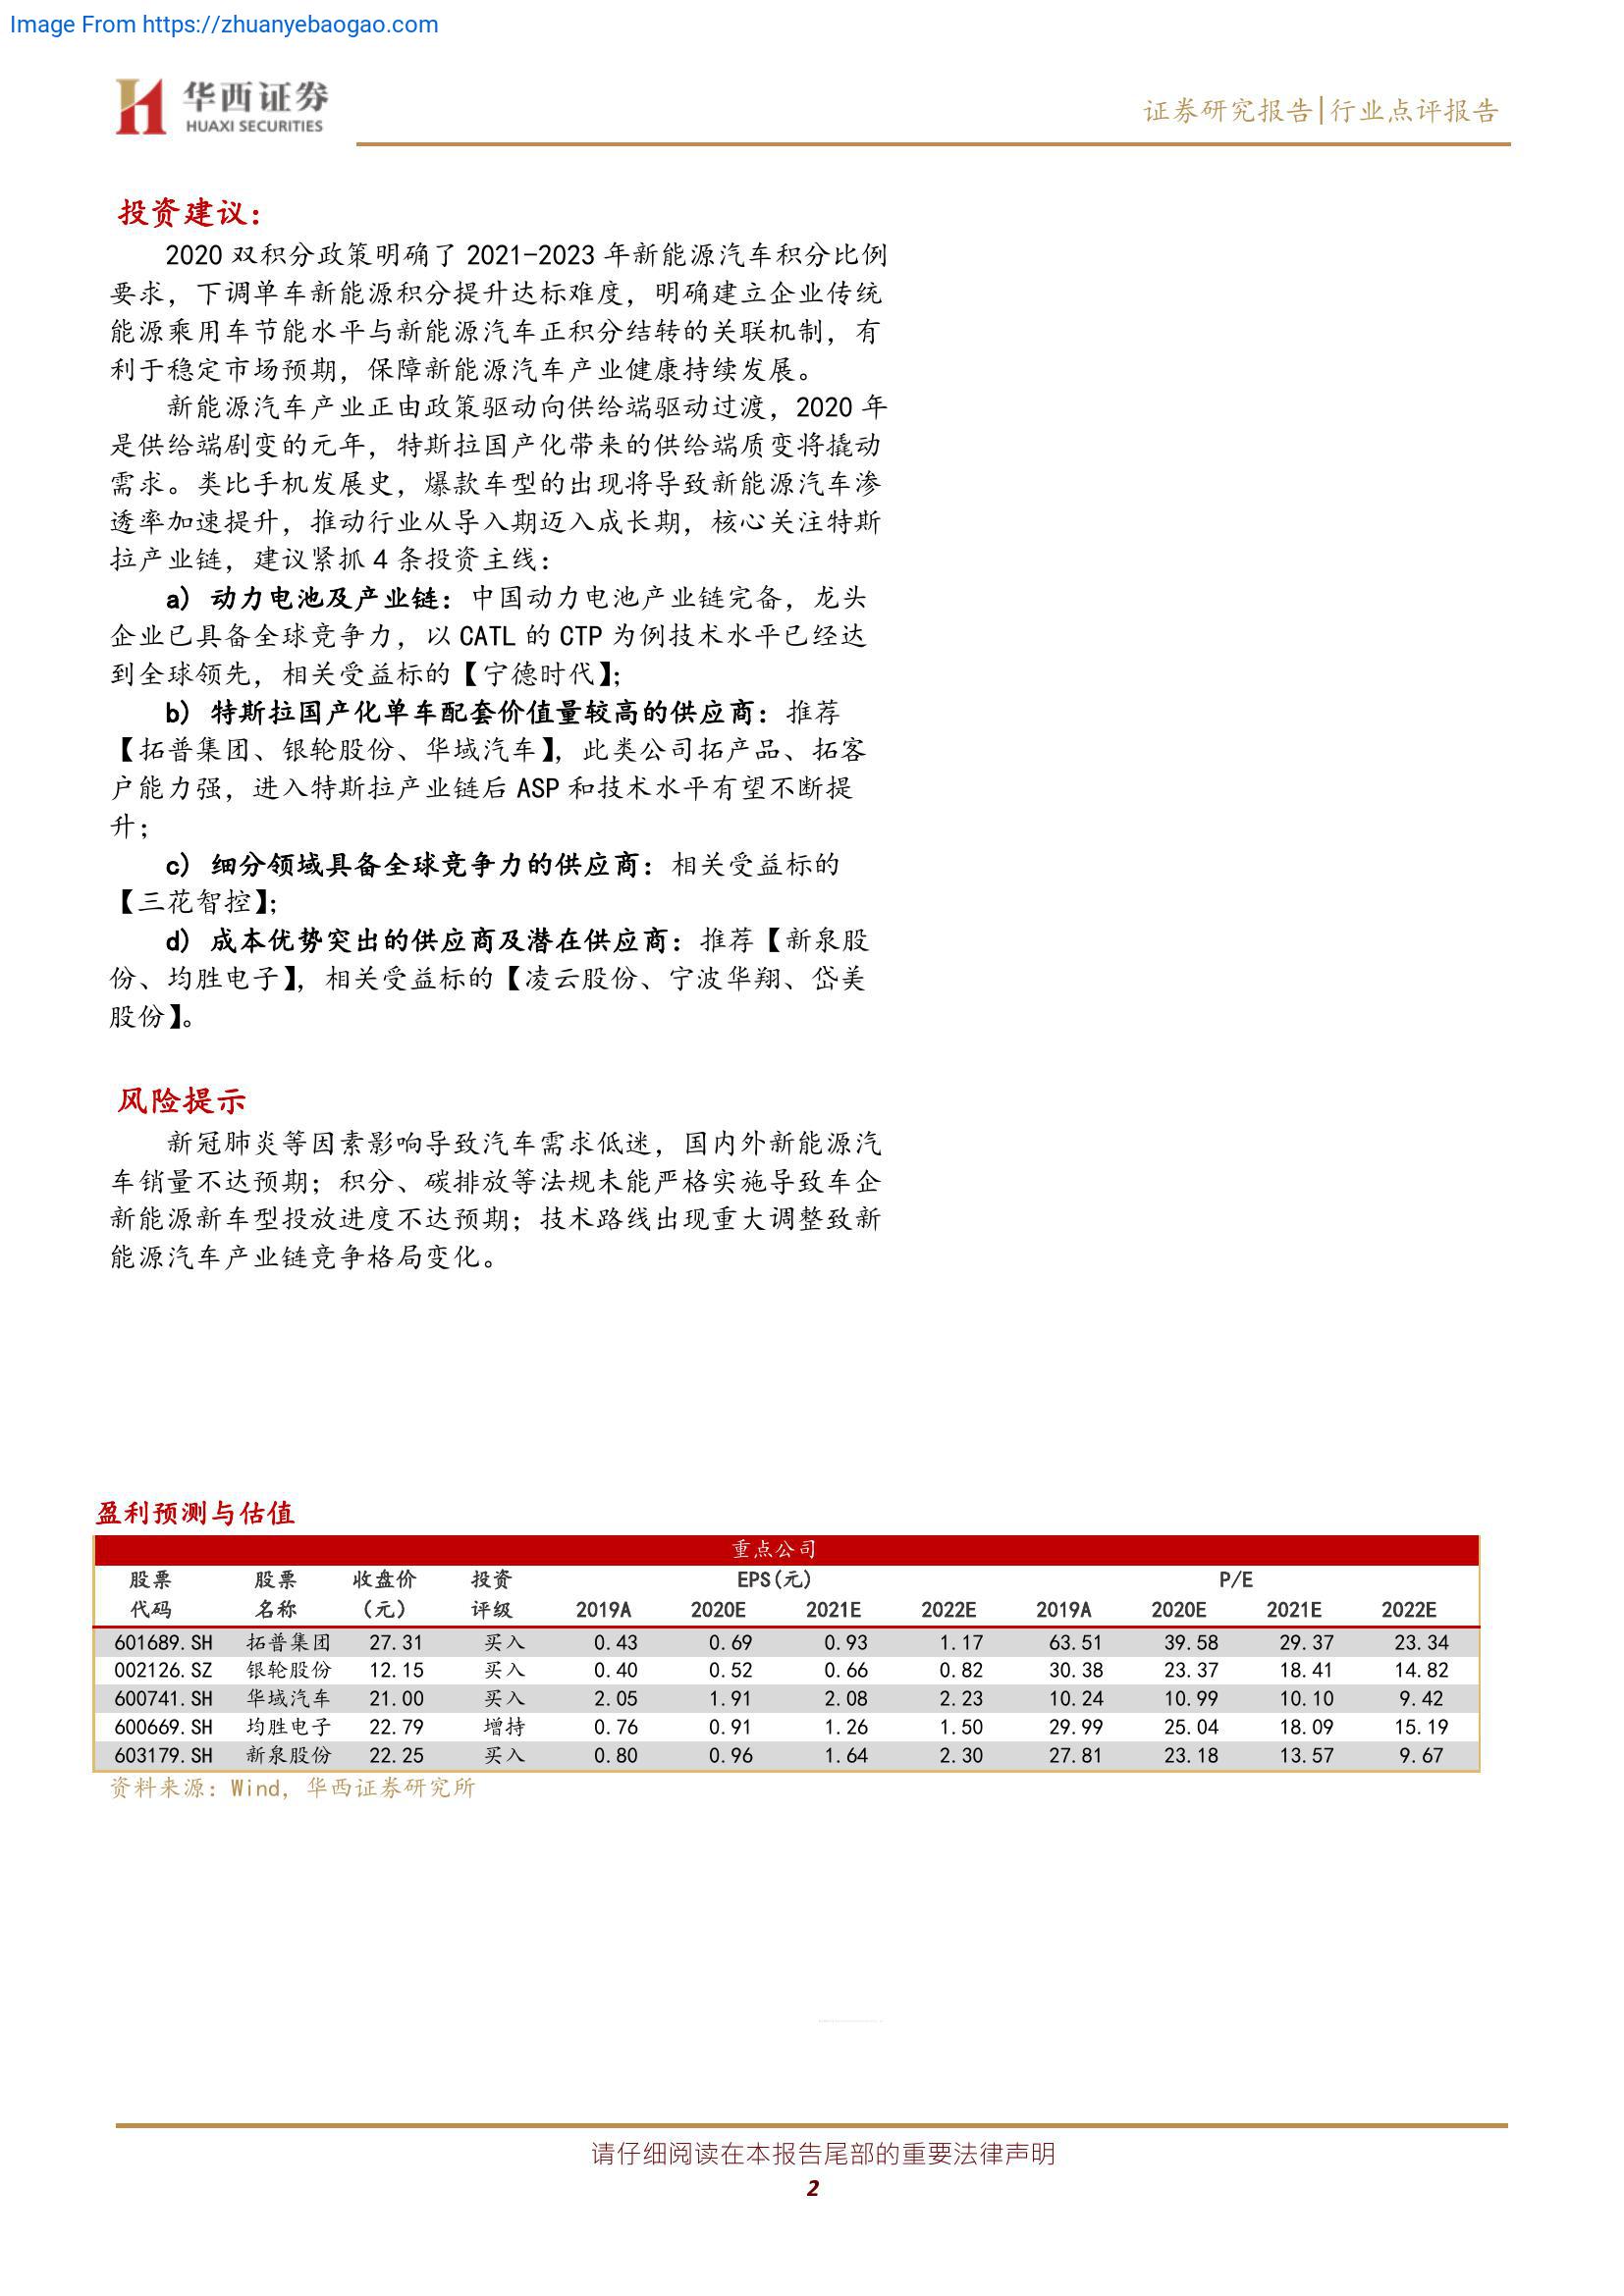 Image From https://zhuanyebaogao.com
华西证券
HUAXI SECURITIES
证券研究报告|行业点评报告
投资建议：
2020 双积分政策明确了 2021-2023 年新能源汽车积分比例
要求，下调单车新能源积分提升达标难度，明确建立企业传统
能源乘用车节能水平与新能源汽车正积分结转的关联机制，有
利于稳定市场预期，保障新能源汽车产业健康持续发展。
新能源汽车产业正由政策驱动向供给端驱动过渡，2020 年
是供给端剧变的元年，特斯拉国产化带来的供给端质变将撬动
需求。类比手机发展史，爆款车型的出现将导致新能源汽车渗
透率加速提升，推动行业从导入期迈入成长期，核心关注特斯
拉产业链，建议紧抓 4 条投资主线：
a) 动力电池及产业链：中国动力电池产业链完备，龙头
企业已具备全球竞争力，以 CATL 的 CTP 为例技术水平已经达
到全球领先，相关受益标的【宁德时代】；
b) 特斯拉国产化单车配套价值量较高的供应商：推荐
【拓普集团、银轮股份、华域汽车】，此类公司拓产品、拓客
户能力强，进入特斯拉产业链后 ASP 和技术水平有望不断提
升；
c) 细分领域具备全球竞争力的供应商：相关受益标的
【三花智控】；
d) 成本优势突出的供应商及潜在供应商：推荐【新泉股
份、均胜电子】，相关受益标的【凌云股份、宁波华翔、岱美
股份】。
风险提示
新冠肺炎等因素影响导致汽车需求低迷，国内外新能源汽
车销量不达预期；积分、碳排放等法规未能严格实施导致车企
新能源新车型投放进度不达预期；技术路线出现重大调整致新
能源汽车产业链竞争格局变化。
盈利预测与估值
重点公司
股票 股票 收盘价 投资 EPS(元) P/E
代码 名称 （元） 评级 2019A 2020E 2021E 2022E 2019A 2020E 2021E 2022E
601689.SH 拓普集团 27.31 买入 0.43 0.69 0.93 1.17 63.51 39.58 29.37 23.34
002126.SZ 银轮股份 12.15 买入 0.40 0.52 0.66 0.82 30.38 23.37 18.41 14.82
600741.SH 华域汽车 21.00 买入 2.05 1.91 2.08 2.23 10.24 10.99 10.10 9.42
600669.SH 均胜电子 22.79 增持 0.76 0.91 1.26 1.50 29.99 25.04 18.09 15.19
603179.SH 新泉股份 22.25 买入 0.80 0.96 1.64 2.30 27.81 23.18 13.57 9.67
资料来源：Wind，华西证券研究所
请仔细阅读在本报告尾部的重要法律声明
2